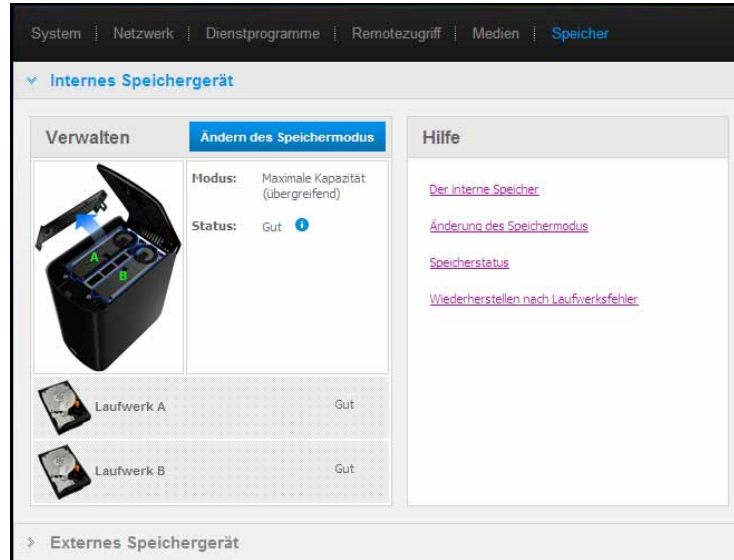 System | Netzwerk | Dienstprogramme | Remotezugriff | Medien | Speicher
Internes Speichergerät
Verwalten
Ändern des Speichermodus
A
B
Modus: Maximale Kapazität
(übergreifend)
Status: Gut
Laufwerk A Gut
Laufwerk B Gut
Hilfe
Der interne Speicher
Änderung des Speichermodus
Speicherstatus
Wiederherstellen nach Laufwerksfehler
Externes Speichergerät